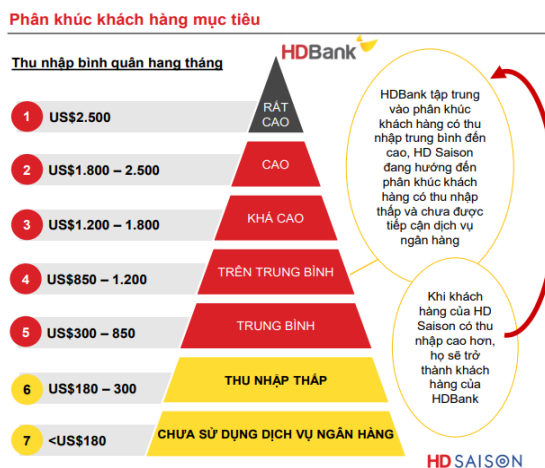 Phân khúc khách hàng mục tiêu
HDBank
Thu nhập bình quân hang tháng
1 US$2.500
RẤT
CAO
2 US$1.800 – 2.500
CAO
3 US$1.200 – 1.800
KHÁ CAO
4 US$850 – 1.200
TRÊN TRUNG BÌNH
5 US$300 – 850
TRUNG BÌNH
6 US$180 – 300
THU NHẬP THẤP
7 <US$180
CHƯA SỬ DỤNG DỊCH VỤ NGÂN HÀNG
HDBank tập trung
vào phân khúc
khách hàng có thu
nhập trung bình đến
cao, HD Saison
đang hướng đến
phân khúc khách
hàng có thu nhập
thấp và chưa được
tiếp cận dịch vụ
ngân hàng
Khi khách
hàng của HD
Saison có thu
nhập cao hơn,
họ sẽ trở
thành khách
hàng của
HDBank
HD SAISON